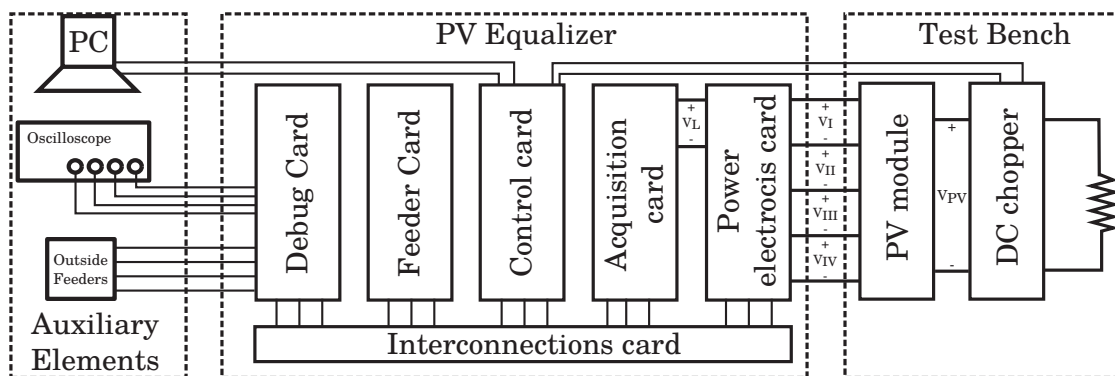 PC
PV Equalizer
Test Bench
Oscilloscope
Outside
Feeders
Auxiliary
Elements
Debug Card
Feeder Card
Control card
Acquisition
card
+
VL
-
Power
electrocis card
+
VI
-
+
VII
-
+
VIII
-
+
VIV
-
PV module
+
VPV
-
DC chopper
Interconnections card